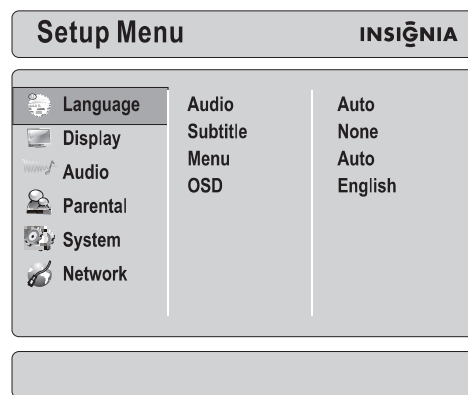 Setup Menu INSIGNIA
Language Audio Auto
Display Subtitle None
Audio Menu Auto
Parental OSD English
System
Network